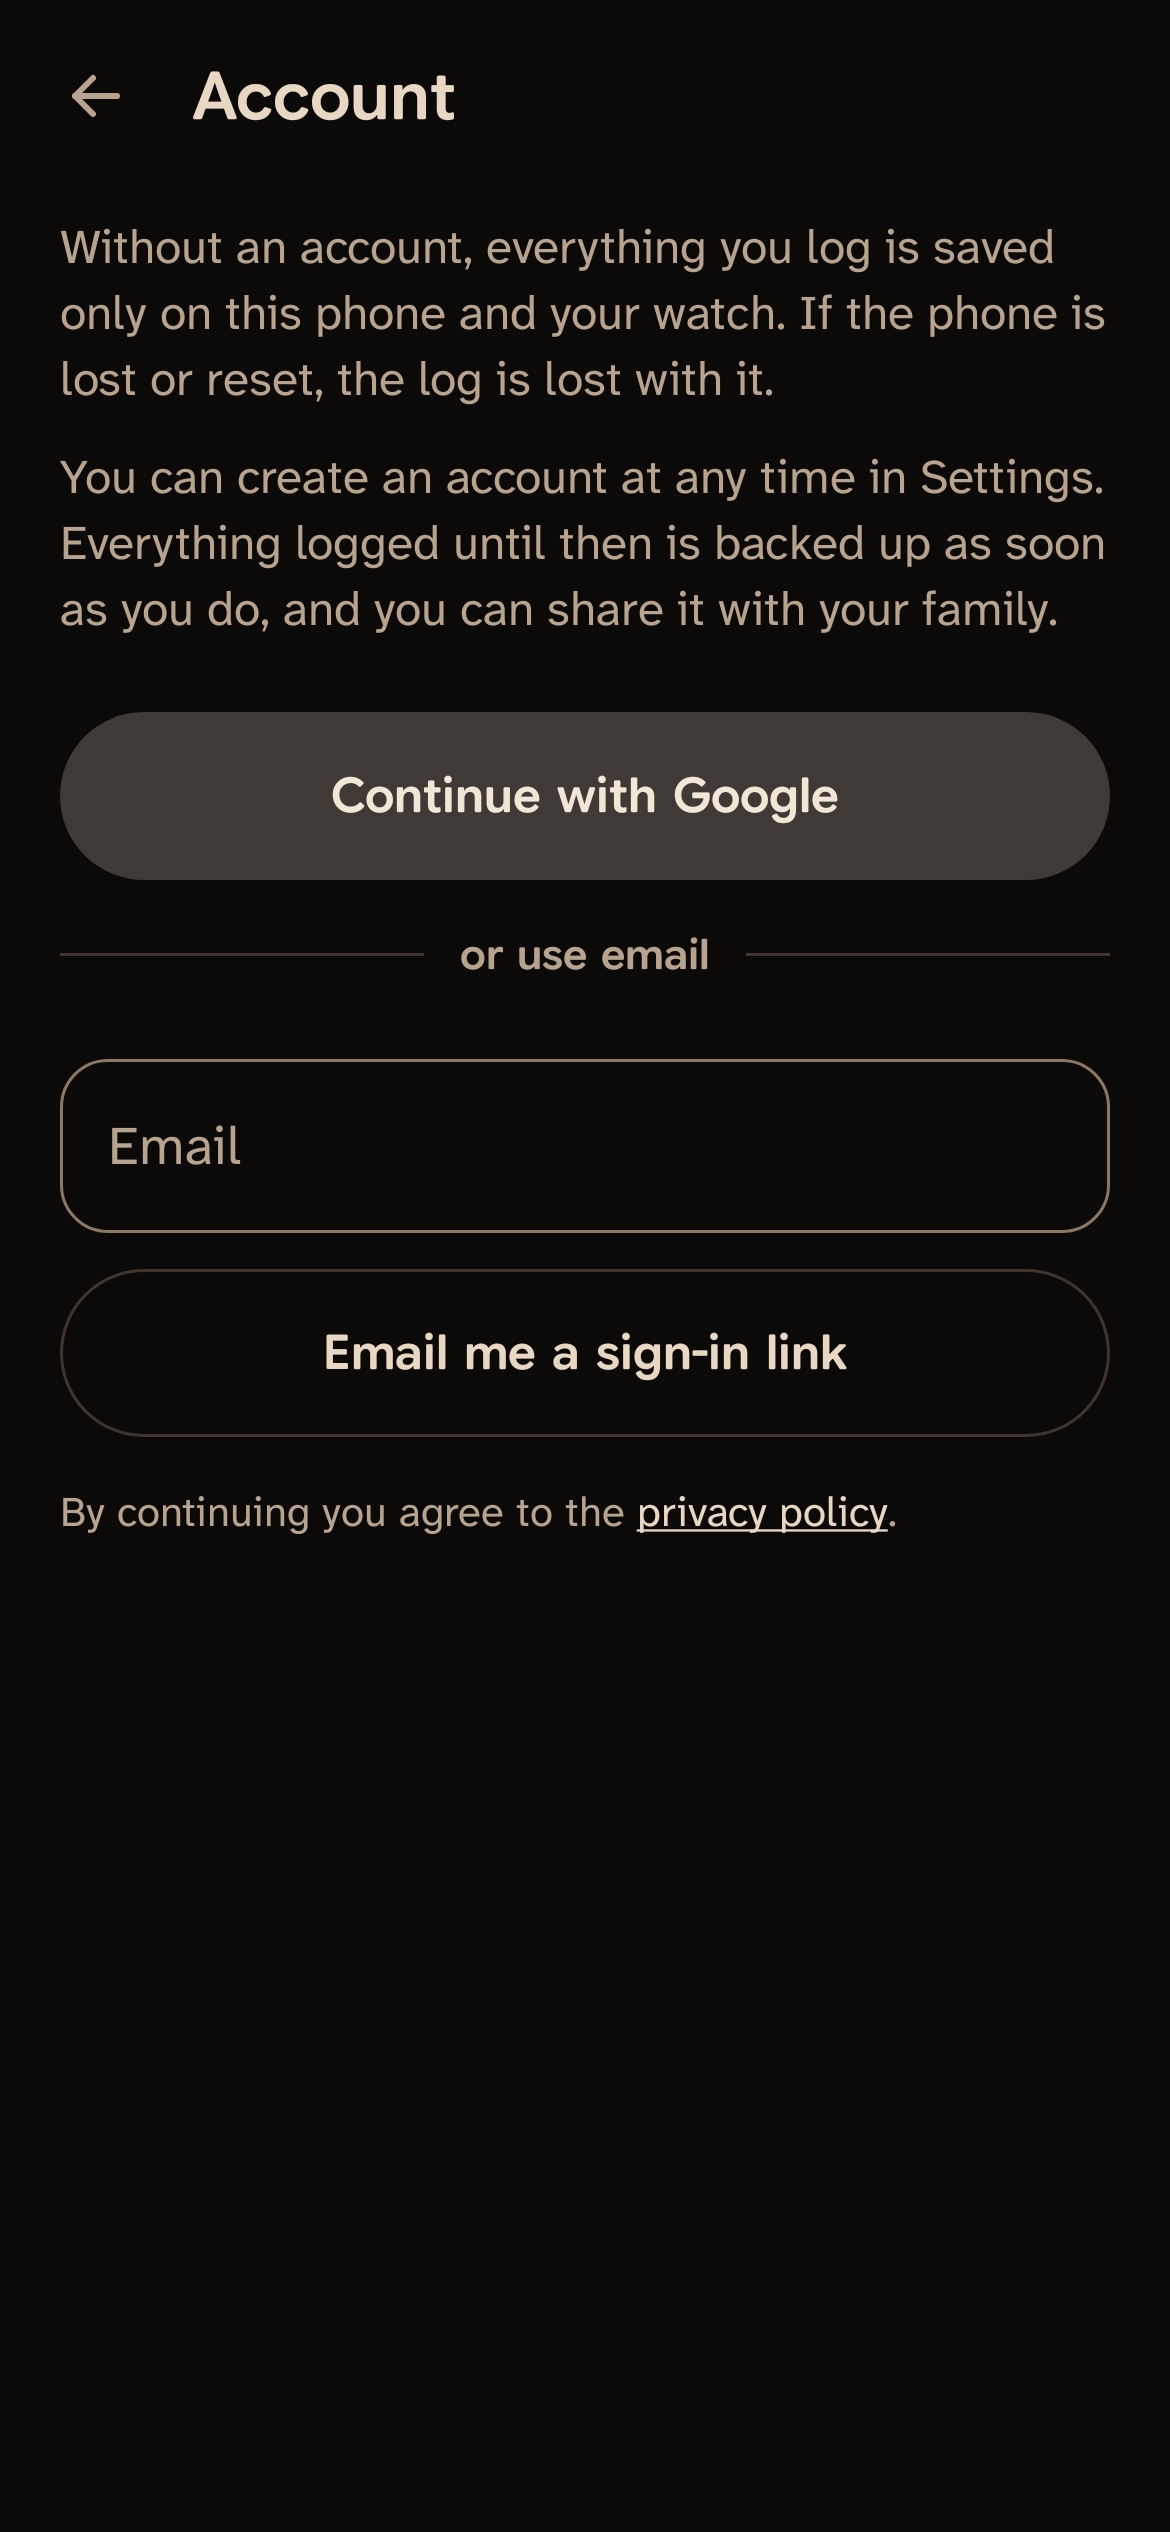 Account
Without an account, everything you log is saved
only on this phone and your watch. If the phone is
lost or reset, the log is lost with it.
You can create an account at any time in Settings.
Everything logged until then is backed up as soon
as you do, and you can share it with your family.
Continue with Google
or use email
Email
Email me a sign-in link
By continuing you agree to the privacy policy.